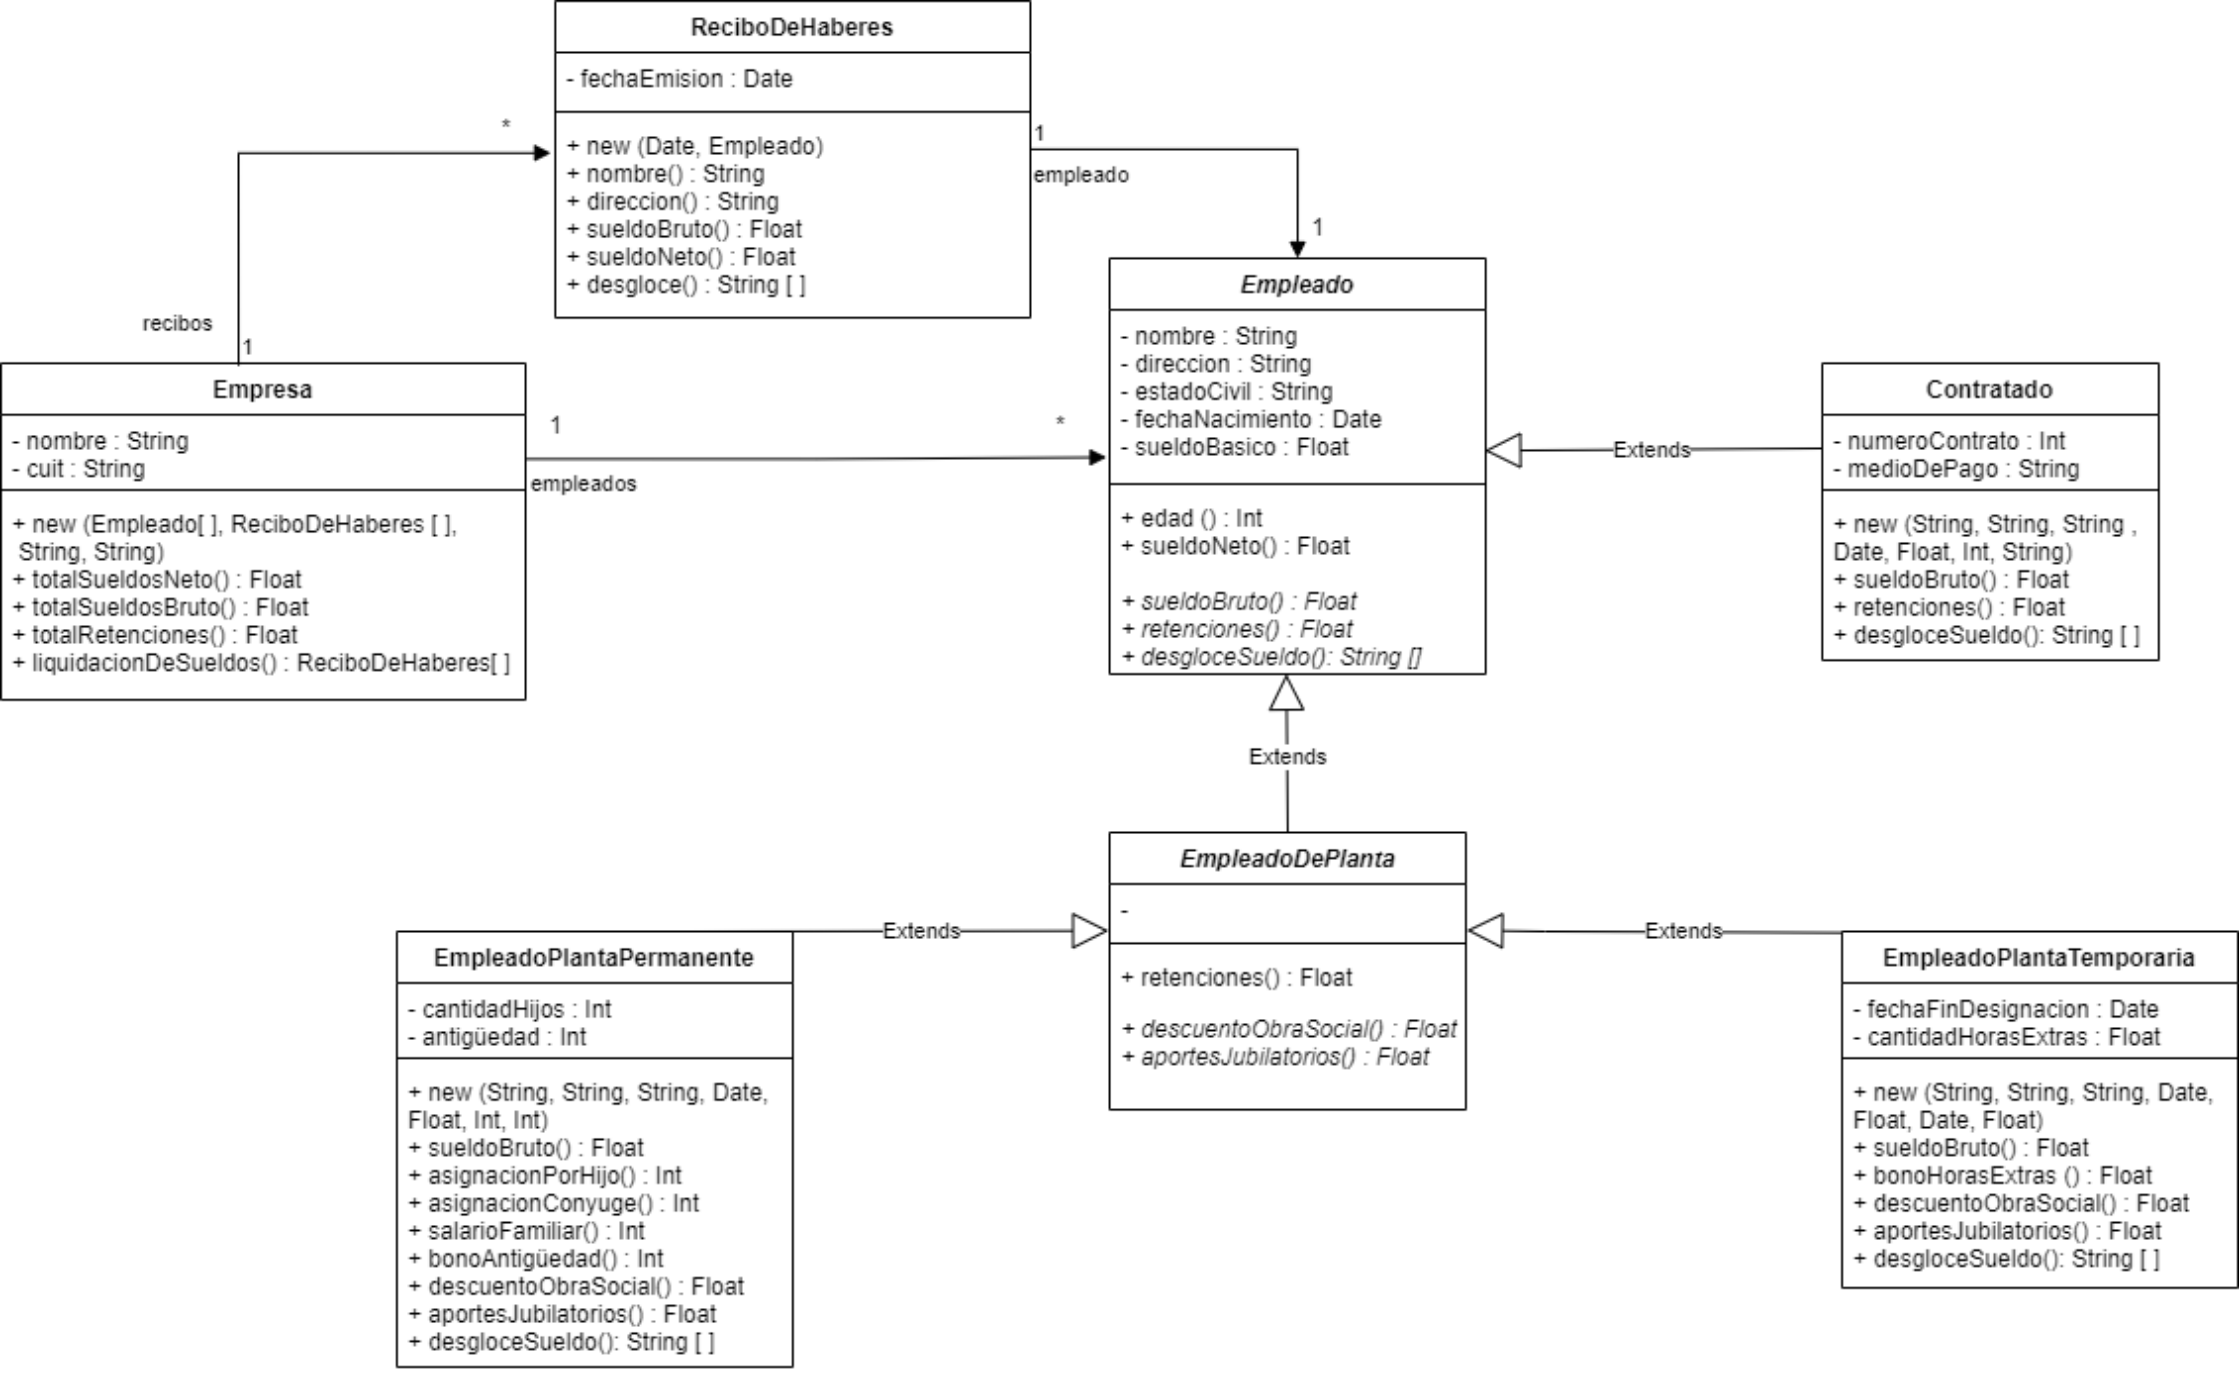 ReciboDeHaberes
- fechaEmision : Date
+ new (Date, Empleado)
+ nombre() : String
+ direccion() : String
+ sueldoBruto() : Float
+ sueldoNeto() : Float
+ desgloce() : String [ ]
*
recibos
1
1
empleado
1
Empresa
- nombre : String
- cuit : String
+ new (Empleado[ ], ReciboDeHaberes [ ],
String, String)
+ totalSueldosNeto() : Float
+ totalSueldosBruto() : Float
+ totalRetenciones() : Float
+ liquidacionDeSueldos() : ReciboDeHaberes[ ]
1
*
empleados
Empleado
- nombre : String
- direccion : String
- estadoCivil : String
- fechaNacimiento : Date
- sueldoBasico : Float
+ edad () : Int
+ sueldoNeto() : Float
+ sueldoBruto() : Float
+ retenciones() : Float
+ desgloceSueldo(): String []
Extends
Contratado
- numeroContrato : Int
- medioDePago : String
+ new (String, String, String ,
Date, Float, Int, String)
+ sueldoBruto() : Float
+ retenciones() : Float
+ desgloceSueldo(): String [ ]
Extends
EmpleadoDePlanta
-
+ retenciones() : Float
+ descuentoObraSocial() : Float
+ aportesJubilatorios() : Float
Extends
Extends
EmpleadoPlantaPermanente
- cantidadHijos : Int
- antigüedad : Int
+ new (String, String, String, Date,
Float, Int, Int)
+ sueldoBruto() : Float
+ asignacionPorHijo() : Int
+ asignacionConyuge() : Int
+ salarioFamiliar() : Int
+ bonoAntigüedad() : Int
+ descuentoObraSocial() : Float
+ aportesJubilatorios() : Float
+ desgloceSueldo(): String [ ]
EmpleadoPlantaTemporaria
- fechaFinDesignacion : Date
- cantidadHorasExtras : Float
+ new (String, String, String, Date,
Float, Date, Float)
+ sueldoBruto() : Float
+ bonoHorasExtras () : Float
+ descuentoObraSocial() : Float
+ aportesJubilatorios() : Float
+ desgloceSueldo(): String [ ]